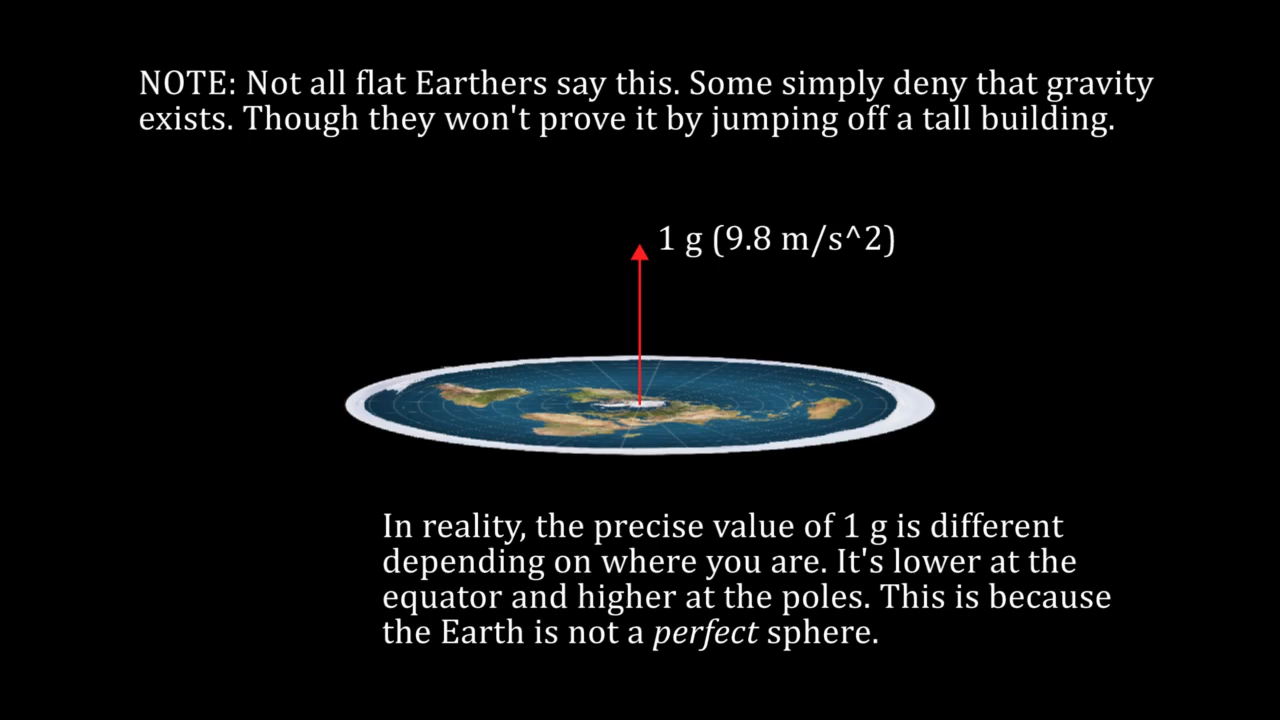 NOTE: Not all flat Earthers say this. Some simply deny that gravity
exists. Though they won't prove it by jumping off a tall building.
1 g (9.8 m/s^2)
In reality, the precise value of 1 g is different
depending on where you are. It's lower at the
equator and higher at the poles. This is because
the Earth is not a perfect sphere.